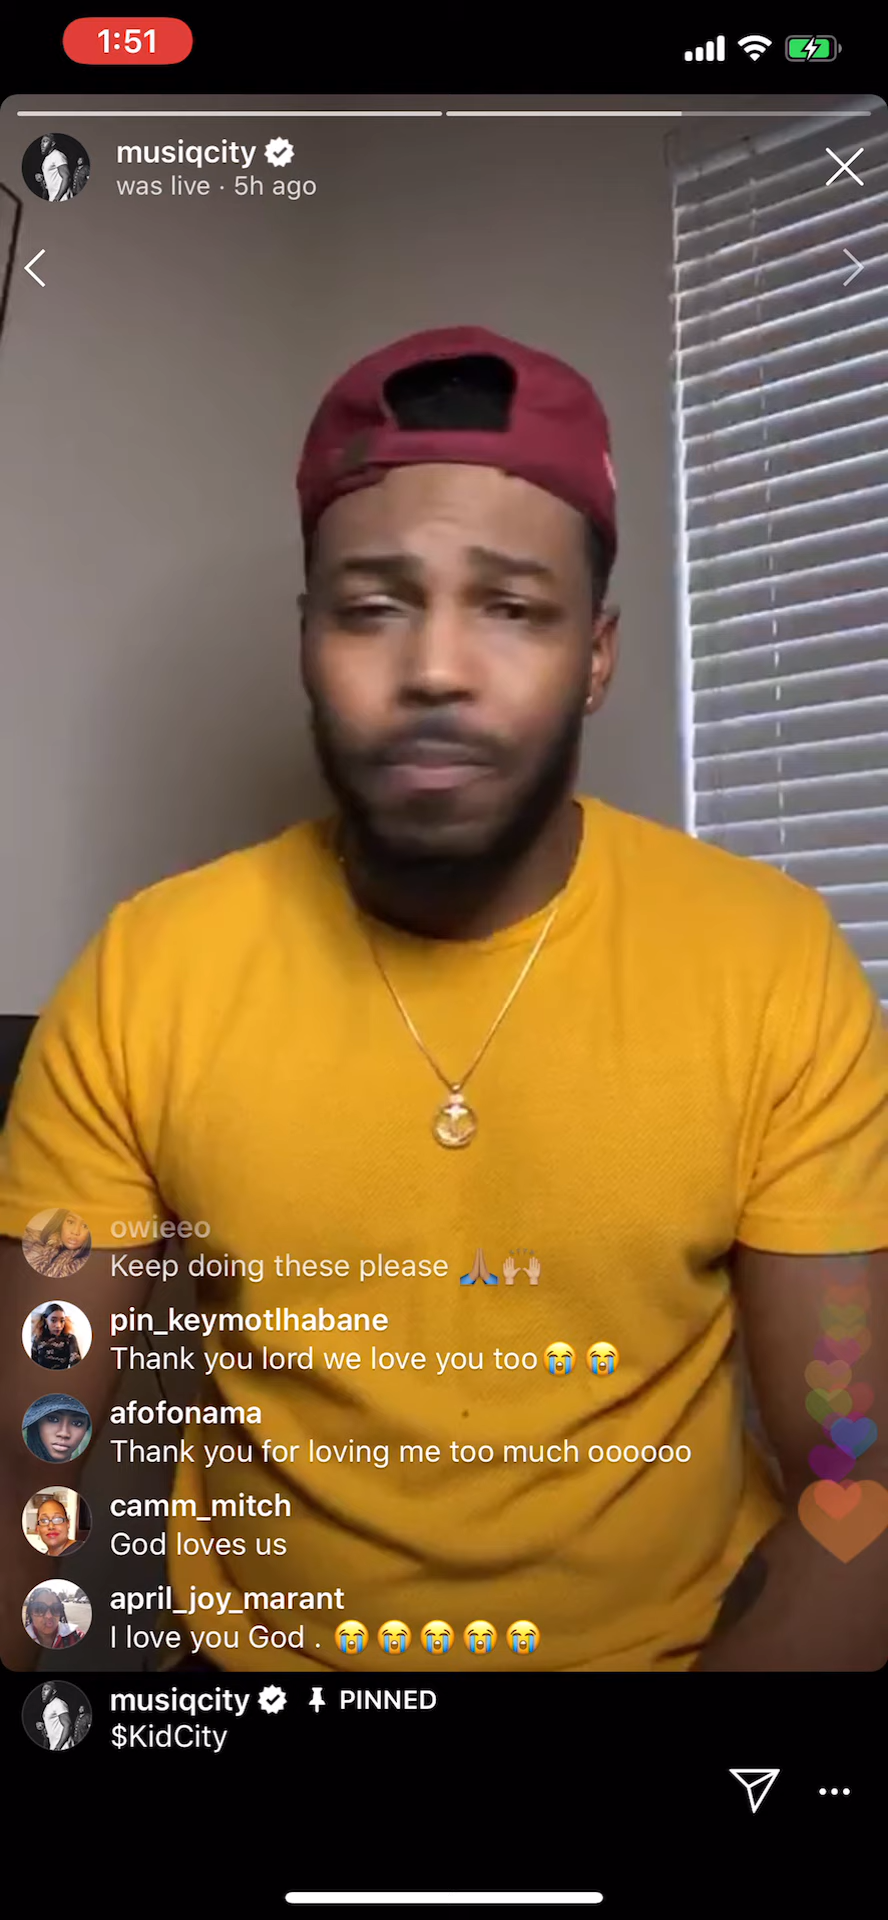 1:51
musiqcity
was live · 5h ago
owieeo
Keep doing these please 🙏🏽🙌🏼
pin_keymotlhabane
Thank you lord we love you too😭 😭
afofonama
Thank you for loving me too much oooooo
camm_mitch
God loves us
april_joy_marant
I love you God . 😭 😭 😭 😭 😭
musiqcity PINNED
$KidCity